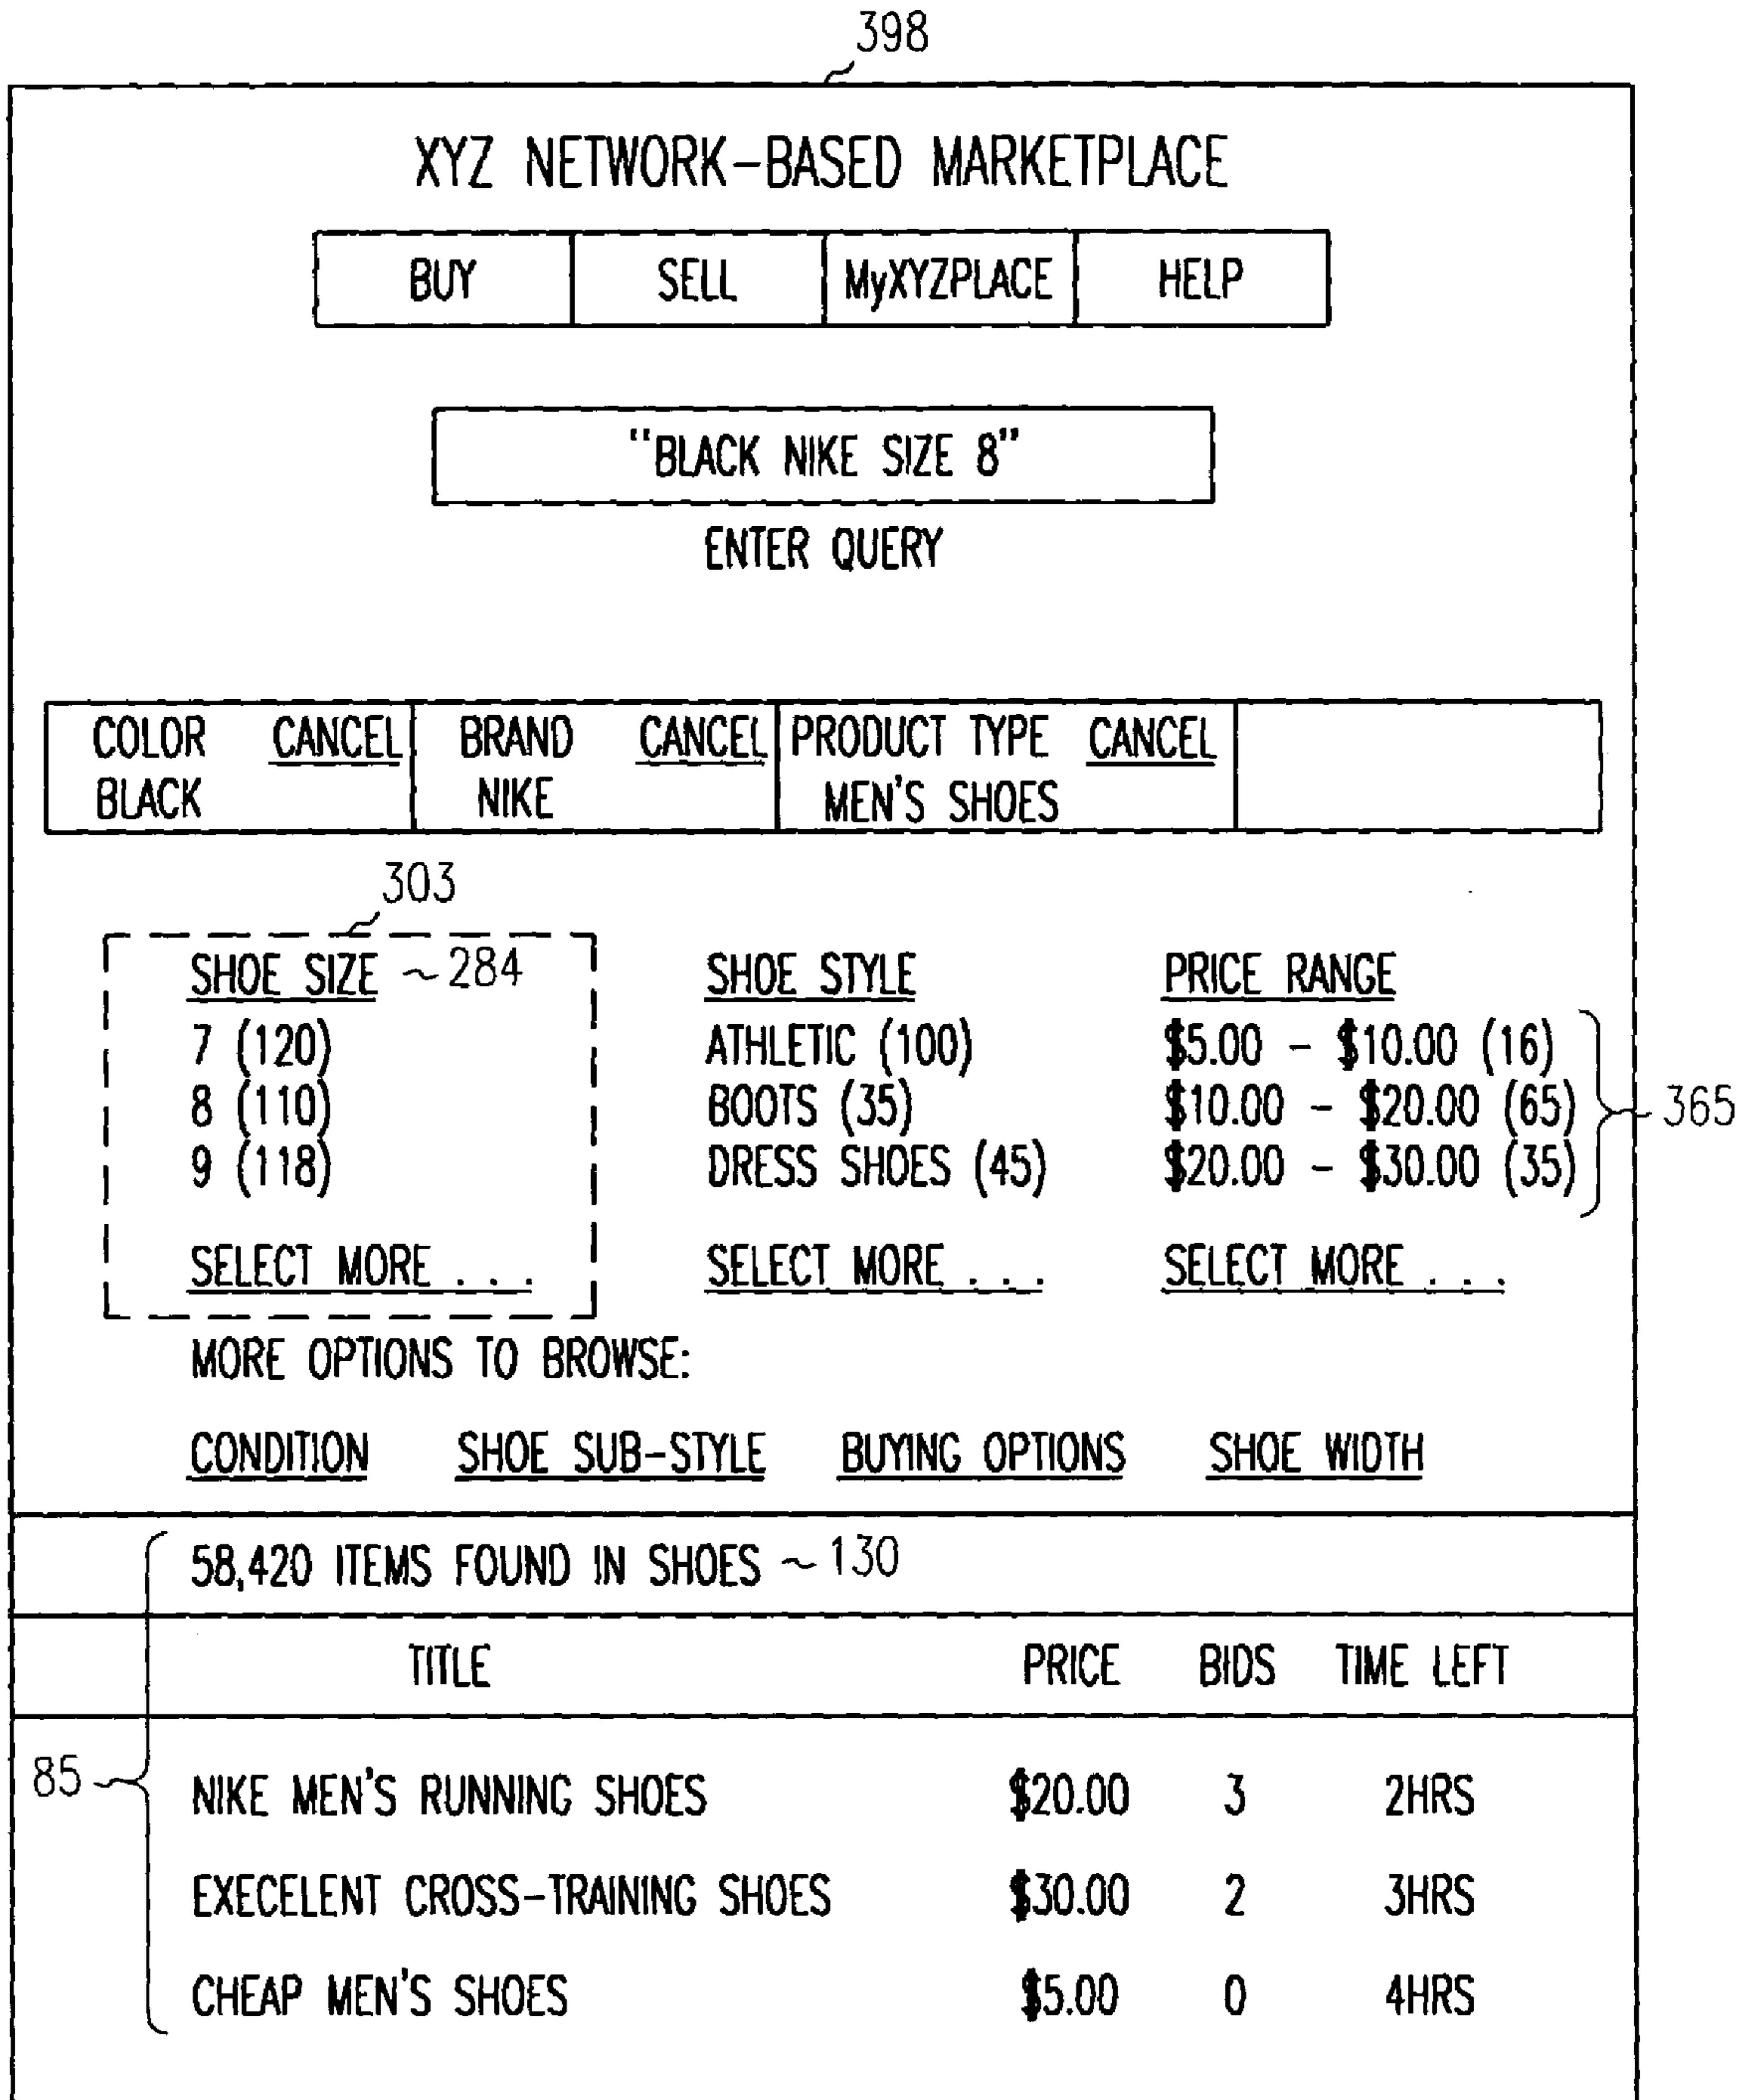 398
XYZ NETWORK-BASED MARKETPLACE
BUY SELL MyXYZPLACE HELP
"BLACK NIKE SIZE 8"
ENTER QUERY
COLOR CANCEL BRAND CANCEL PRODUCT TYPE CANCEL
BLACK NIKE MEN'S SHOES
303
SHOE SIZE ~284 SHOE STYLE PRICE RANGE
7 (120) ATHLETIC (100) $5.00 - $10.00 (16)
8 (110) BOOTS (35) $10.00 - $20.00 (65) 365
9 (118) DRESS SHOES (45) $20.00 - $30.00 (35)
SELECT MORE . . . SELECT MORE . . . SELECT MORE . . .
MORE OPTIONS TO BROWSE:
CONDITION SHOE SUB-STYLE BUYING OPTIONS SHOE WIDTH
58,420 ITEMS FOUND IN SHOES ~130
TITLE PRICE BIDS TIME LEFT
85 NIKE MEN'S RUNNING SHOES $20.00 3 2HRS
EXECELENT CROSS-TRAINING SHOES $30.00 2 3HRS
CHEAP MEN'S SHOES $5.00 0 4HRS